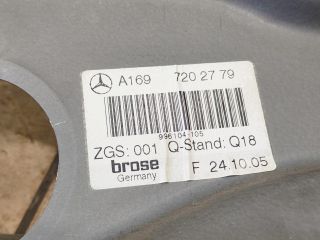 A169 720 27 79
996104-105
ZGS: 001 Q-Stand: Q18
brose F 24.10.05
Germany